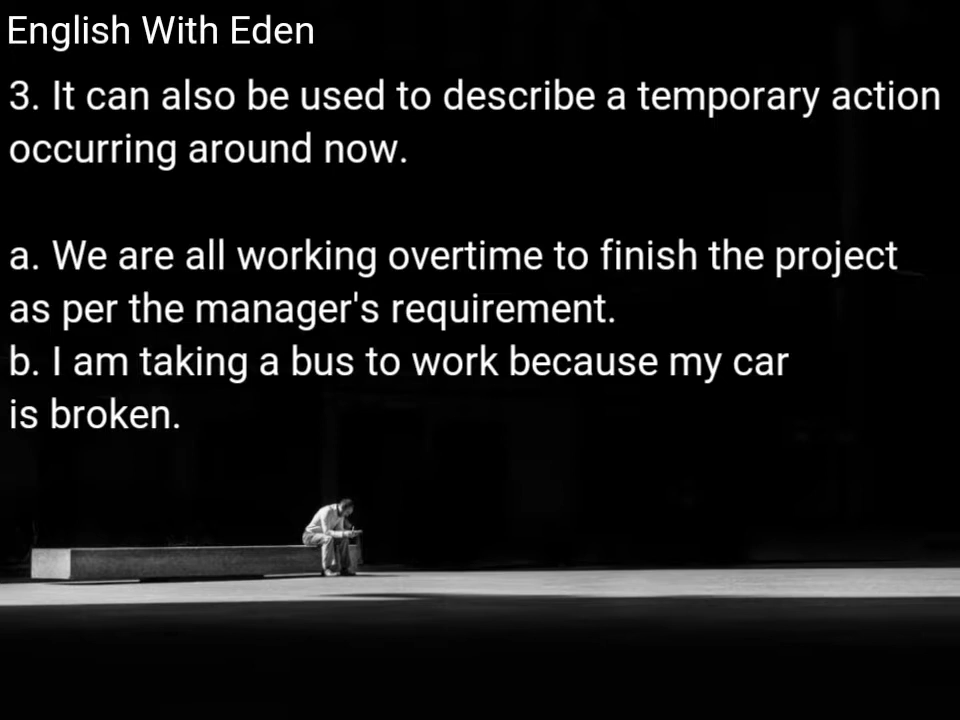 English With Eden
3. It can also be used to describe a temporary action
occurring around now.
a. We are all working overtime to finish the project
as per the manager's requirement.
b. I am taking a bus to work because my car
is broken.